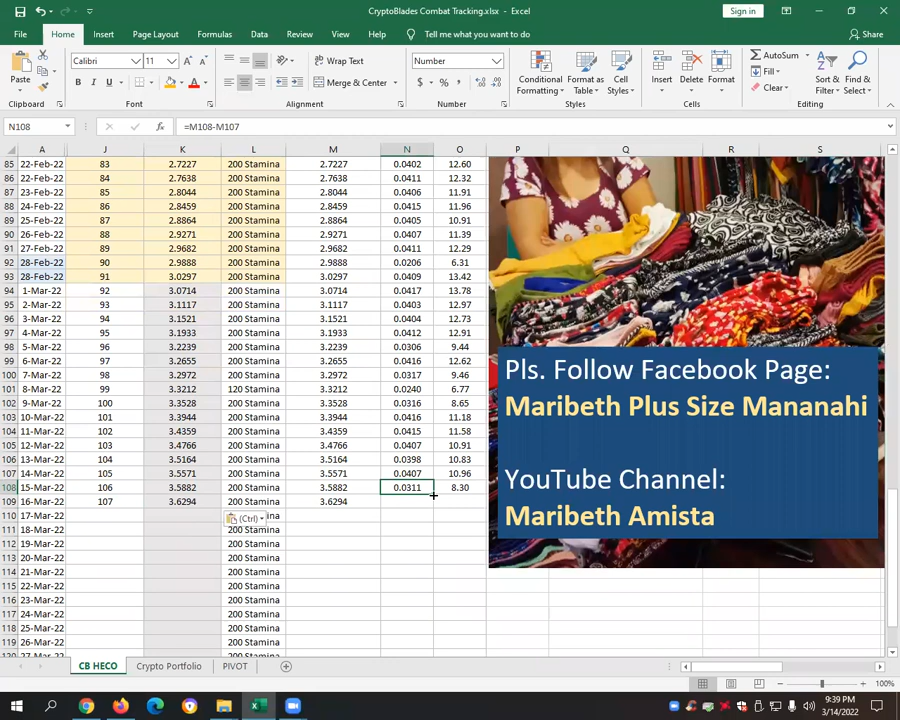 CryptoBlades Combat Tracking.xlsx - Excel
Sign in
File Home Insert Page Layout Formulas Data Review View Help Tell me what you want to do Share
Paste
Calibri 11
B I U
Wrap Text
Merge & Center
Number
$ % ,
Conditional Formatting
Format as Table
Cell Styles
Insert Delete Format
AutoSum
Fill
Clear
Sort & Filter
Find & Select
Clipboard Font Alignment Number Styles Cells Editing
N108 fx =M108-M107
A J K L M N O P Q R S
85 22-Feb-22 83 2.7227 200 Stamina 2.7227 0.0402 12.60
86 22-Feb-22 84 2.7638 200 Stamina 2.7638 0.0411 12.12
87 23-Feb-22 85 2.8044 200 Stamina 2.8044 0.0406 11.91
88 24-Feb-22 86 2.8459 200 Stamina 2.8459 0.0415 11.96
89 25-Feb-22 87 2.8864 200 Stamina 2.8864 0.0405 10.91
90 26-Feb-22 88 2.9271 200 Stamina 2.9271 0.0407 11.39
91 27-Feb-22 89 2.9682 200 Stamina 2.9682 0.0411 12.29
92 28-Feb-22 90 2.9888 200 Stamina 2.9888 0.0206 6.31
93 28-Feb-22 91 3.0297 200 Stamina 3.0297 0.0409 13.42
94 1-Mar-22 92 3.0714 200 Stamina 3.0714 0.0417 13.78
95 2-Mar-22 93 3.1117 200 Stamina 3.1117 0.0403 12.97
96 3-Mar-22 94 3.1521 200 Stamina 3.1521 0.0404 12.73
97 4-Mar-22 95 3.1933 200 Stamina 3.1933 0.0412 12.91
98 5-Mar-22 96 3.2239 200 Stamina 3.2239 0.0306 9.44
99 6-Mar-22 97 3.2655 200 Stamina 3.2655 0.0416 12.62
100 7-Mar-22 98 3.2972 200 Stamina 3.2972 0.0317 9.46
101 8-Mar-22 99 3.3212 120 Stamina 3.3212 0.0240 6.77
102 9-Mar-22 100 3.3528 200 Stamina 3.3528 0.0316 8.65
103 10-Mar-22 101 3.3944 200 Stamina 3.3944 0.0416 11.18
104 11-Mar-22 102 3.4359 200 Stamina 3.4359 0.0415 11.58
105 12-Mar-22 103 3.4766 200 Stamina 3.4766 0.0407 10.91
106 13-Mar-22 104 3.5164 200 Stamina 3.5164 0.0398 10.83
107 14-Mar-22 105 3.5571 200 Stamina 3.5571 0.0407 10.96
108 15-Mar-22 106 3.5882 200 Stamina 3.5882 0.0311 8.30
109 16-Mar-22 107 3.6294 200 Stamina 3.6294
110 17-Mar-22 (Ctrl)
111 18-Mar-22 200 Stamina
112 19-Mar-22 200 Stamina
113 20-Mar-22 200 Stamina
114 21-Mar-22 200 Stamina
115 22-Mar-22 200 Stamina
116 23-Mar-22 200 Stamina
117 24-Mar-22 200 Stamina
118 25-Mar-22 200 Stamina
119 26-Mar-22 200 Stamina
120 27-Mar-22 200 Stamina
Pls. Follow Facebook Page:
Maribeth Plus Size Mananahi
YouTube Channel:
Maribeth Amista
CB HECO Crypto Portfolio PIVOT
100%
9:39 PM
3/14/2022